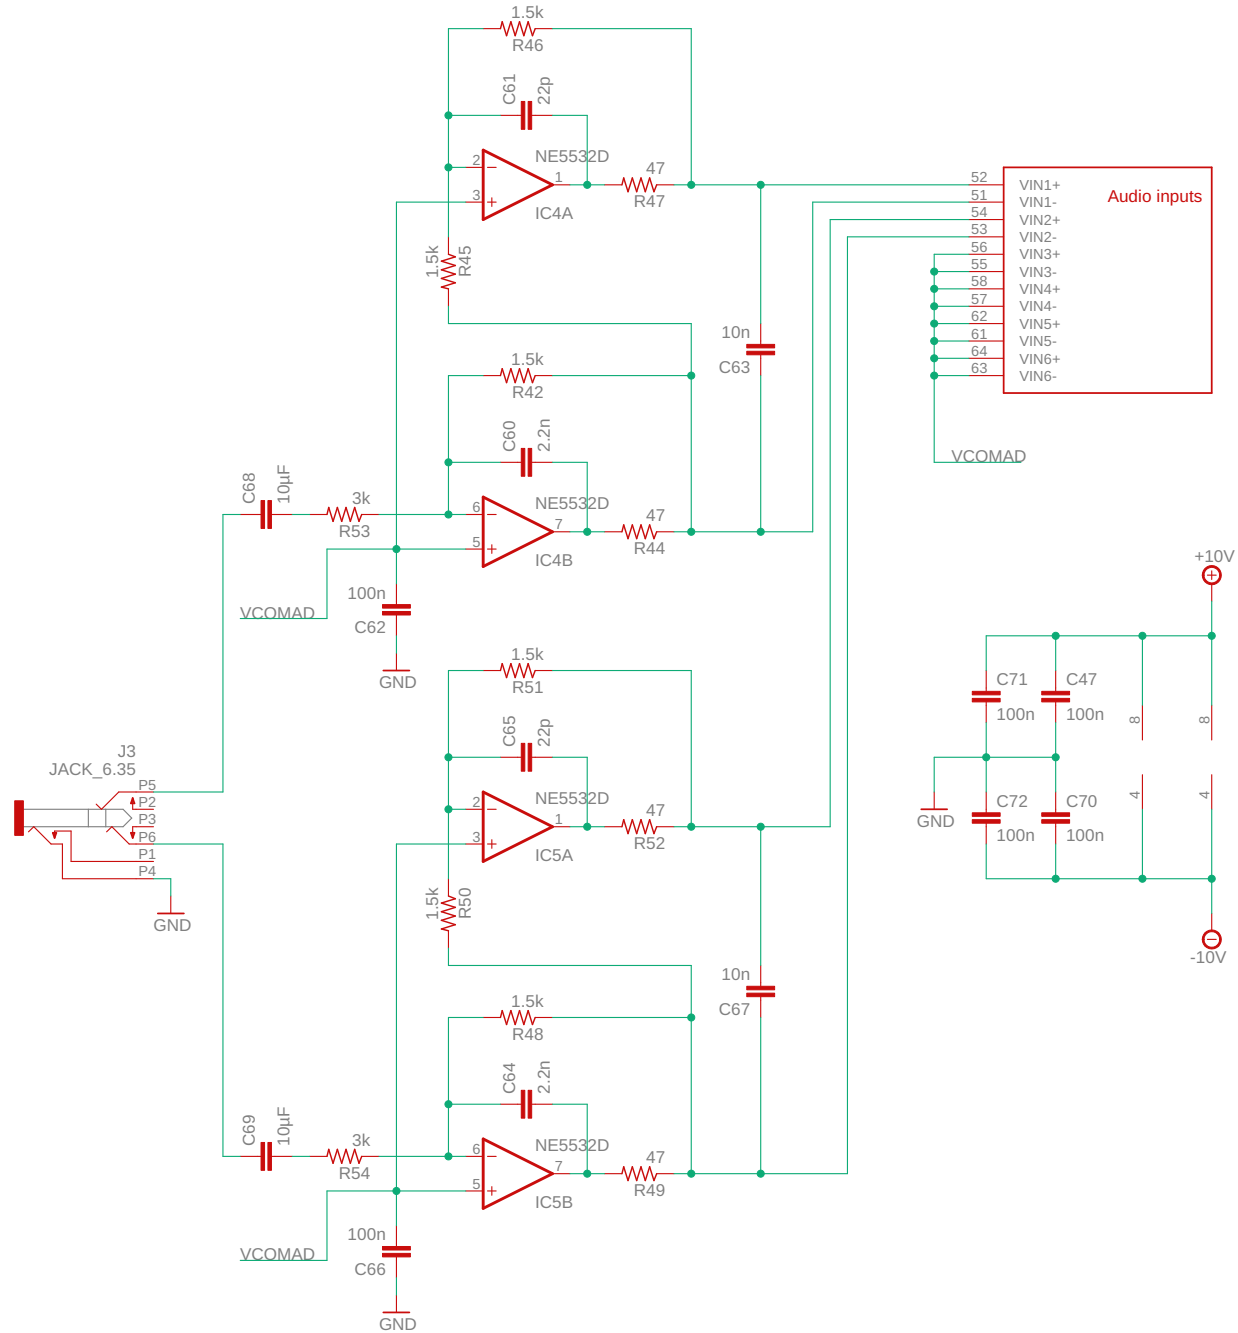 1.5k
R46
C61
22p
NE5532D
2
3
1
IC4A
47
R47
1.5k
R45
52
51
54
53
56
55
58
57
62
61
64
63
VIN1+
VIN1-
VIN2+
VIN2-
VIN3+
VIN3-
VIN4+
VIN4-
VIN5+
VIN5-
VIN6+
VIN6-
Audio inputs
VCOMAD
10n
C63
1.5k
R42
C60
2.2n
C68
10µF
3k
R53
NE5532D
6
5
7
IC4B
47
R44
100n
C62
VCOMAD
GND
+10V
1.5k
R51
C65
22p
C71
100n
C47
100n
8
8
J3
JACK_6.35
P5
P2
P3
P6
P1
P4
GND
NE5532D
2
3
1
IC5A
47
R52
GND
C72
100n
C70
100n
4
4
-10V
1.5k
R50
10n
C67
1.5k
R48
C64
2.2n
C69
10µF
3k
R54
NE5532D
6
5
7
IC5B
47
R49
100n
C66
VCOMAD
GND